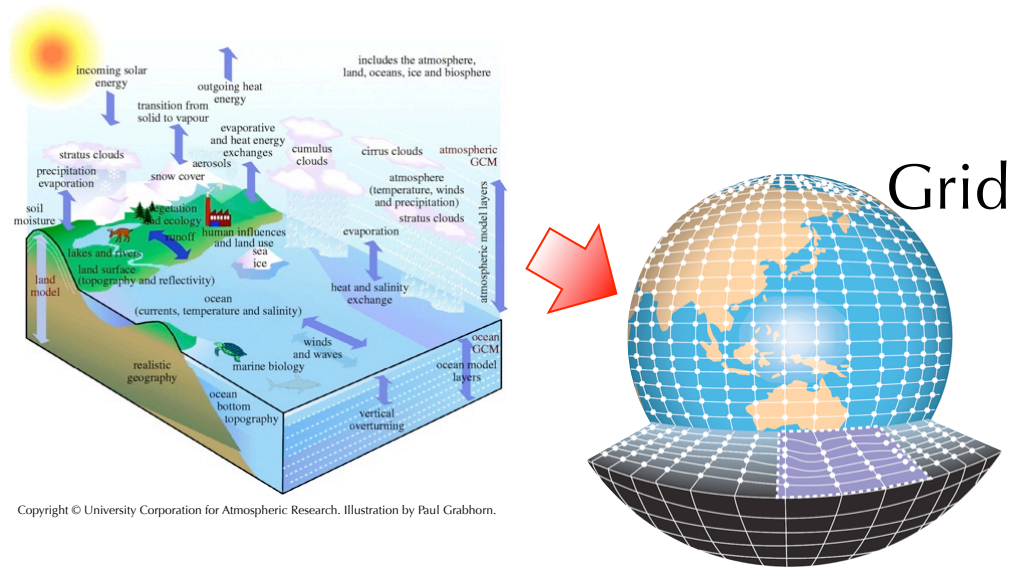 incoming solar
energy
outgoing heat
energy
includes the atmosphere,
land, oceans, ice and biosphere
transition from
solid to vapour
evaporative
and heat energy
exchanges
stratus clouds
aerosols
cumulus
clouds
cirrus clouds
atmospheric
GCM
precipitation
evaporation
snow cover
atmosphere
(temperature, winds
and precipitation)
stratus clouds
atmospheric model layers
soil
moisture
vegetation
and ecology
runoff
human influences
and land use
evaporation
lakes and rivers
sea
ice
land surface
(topography and reflectivity)
land
model
heat and salinity
exchange
ocean
(currents, temperature and salinity)
winds
and waves
ocean
GCM
marine biology
realistic
geography
ocean model
layers
ocean
bottom
topography
vertical
overturning
Copyright © University Corporation for Atmospheric Research. Illustration by Paul Grabhorn.
Grid